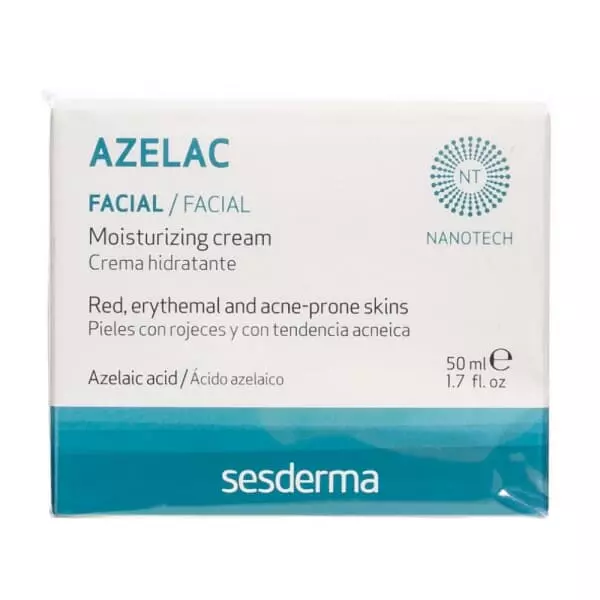 AZELAC
FACIAL / FACIAL
Moisturizing cream
Crema hidratante
NT
NANOTECH
Red, erythemal and acne-prone skins
Pieles con rojeces y con tendencia acneica
Azelaic acid / Ácido azelaico
50 ml ℮
1.7 fl. oz
sesderma